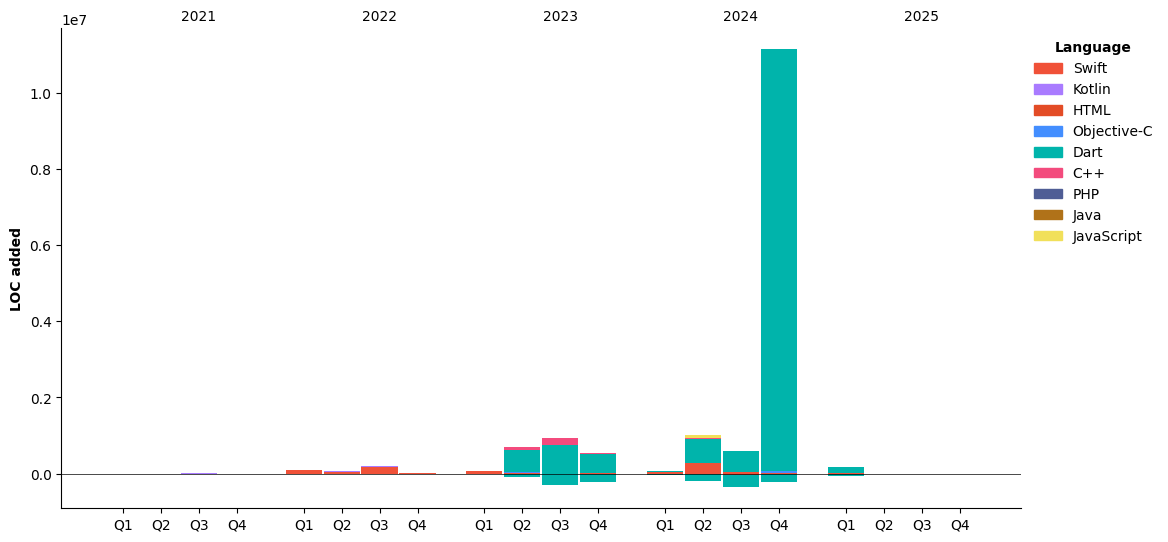 2021 2022 2023 2024 2025
1e7
Language
Swift
Kotlin
HTML
Objective-C
Dart
C++
PHP
Java
JavaScript
LOC added
1.0
0.8
0.6
0.4
0.2
0.0
Q1 Q2 Q3 Q4 Q1 Q2 Q3 Q4 Q1 Q2 Q3 Q4 Q1 Q2 Q3 Q4 Q1 Q2 Q3 Q4